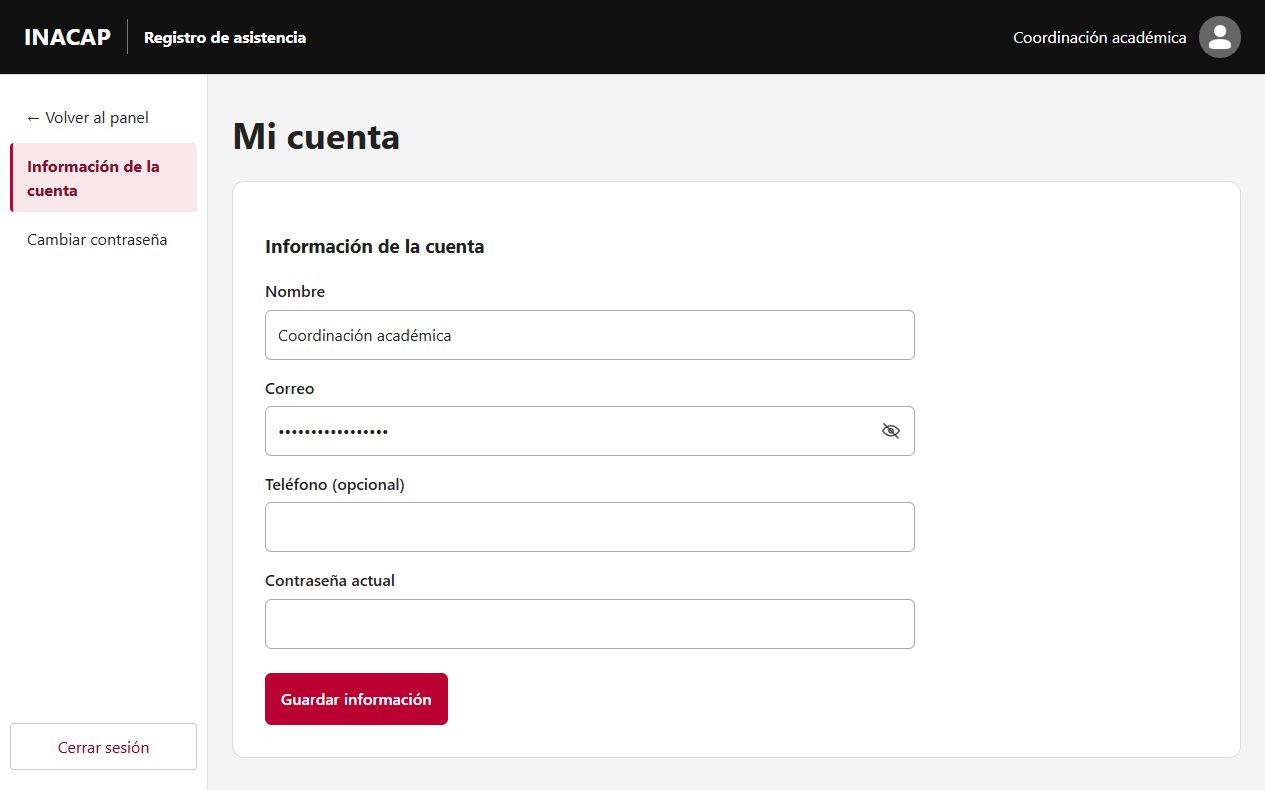 INACAP
Registro de asistencia
Coordinación académica
← Volver al panel
Información de la
cuenta
Cambiar contraseña
Cerrar sesión
Mi cuenta
Información de la cuenta
Nombre
Coordinación académica
Correo
•••••••••••••••••
Teléfono (opcional)
Contraseña actual
Guardar información